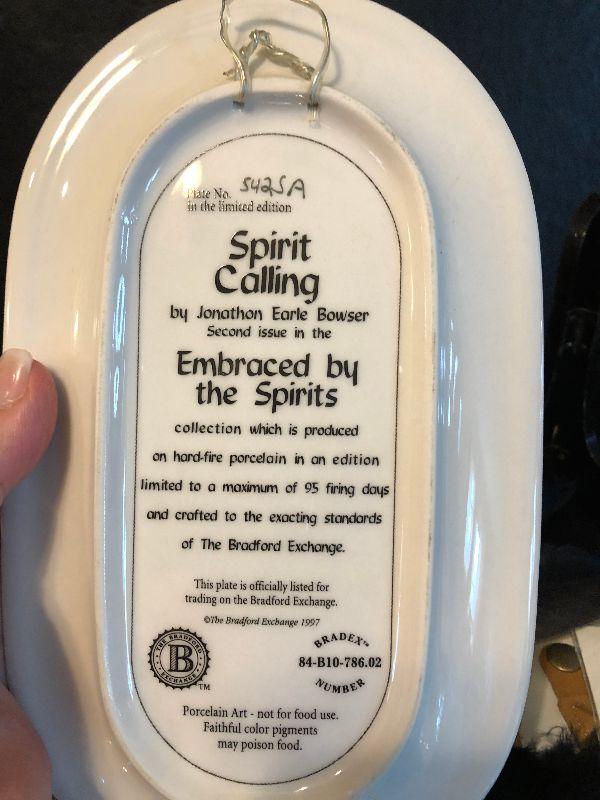 Plate No. 5425A
in the limited edition
Spirit
Calling
by Jonathon Earle Bowser
Second issue in the
Embraced by
the Spirits
collection which is produced
on hard-fire porcelain in an edition
limited to a maximum of 95 firing days
and crafted to the exacting standards
of The Bradford Exchange.
This plate is officially listed for
trading on the Bradford Exchange.
©The Bradford Exchange 1997
THE BRADFORD
B
EXCHANGE
TM
BRADEX™
84-B10-786.02
NUMBER
Porcelain Art - not for food use.
Faithful color pigments
may poison food.